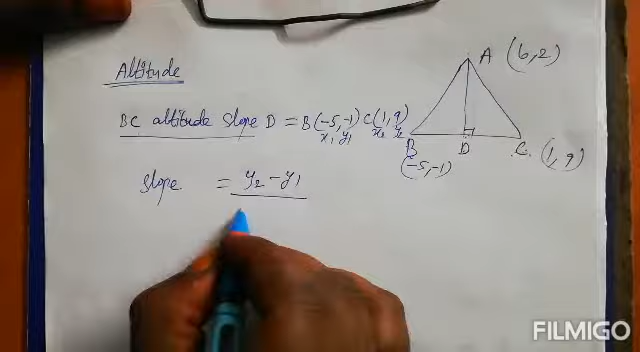 Altitude
A (6,2)
BC altitude slope D = B(-5,-1) C(1,9)
x₁ y₁ x₂ y₂
B D C (1,9)
(-5,-1)
slope = y₂ - y₁
FILMIGO